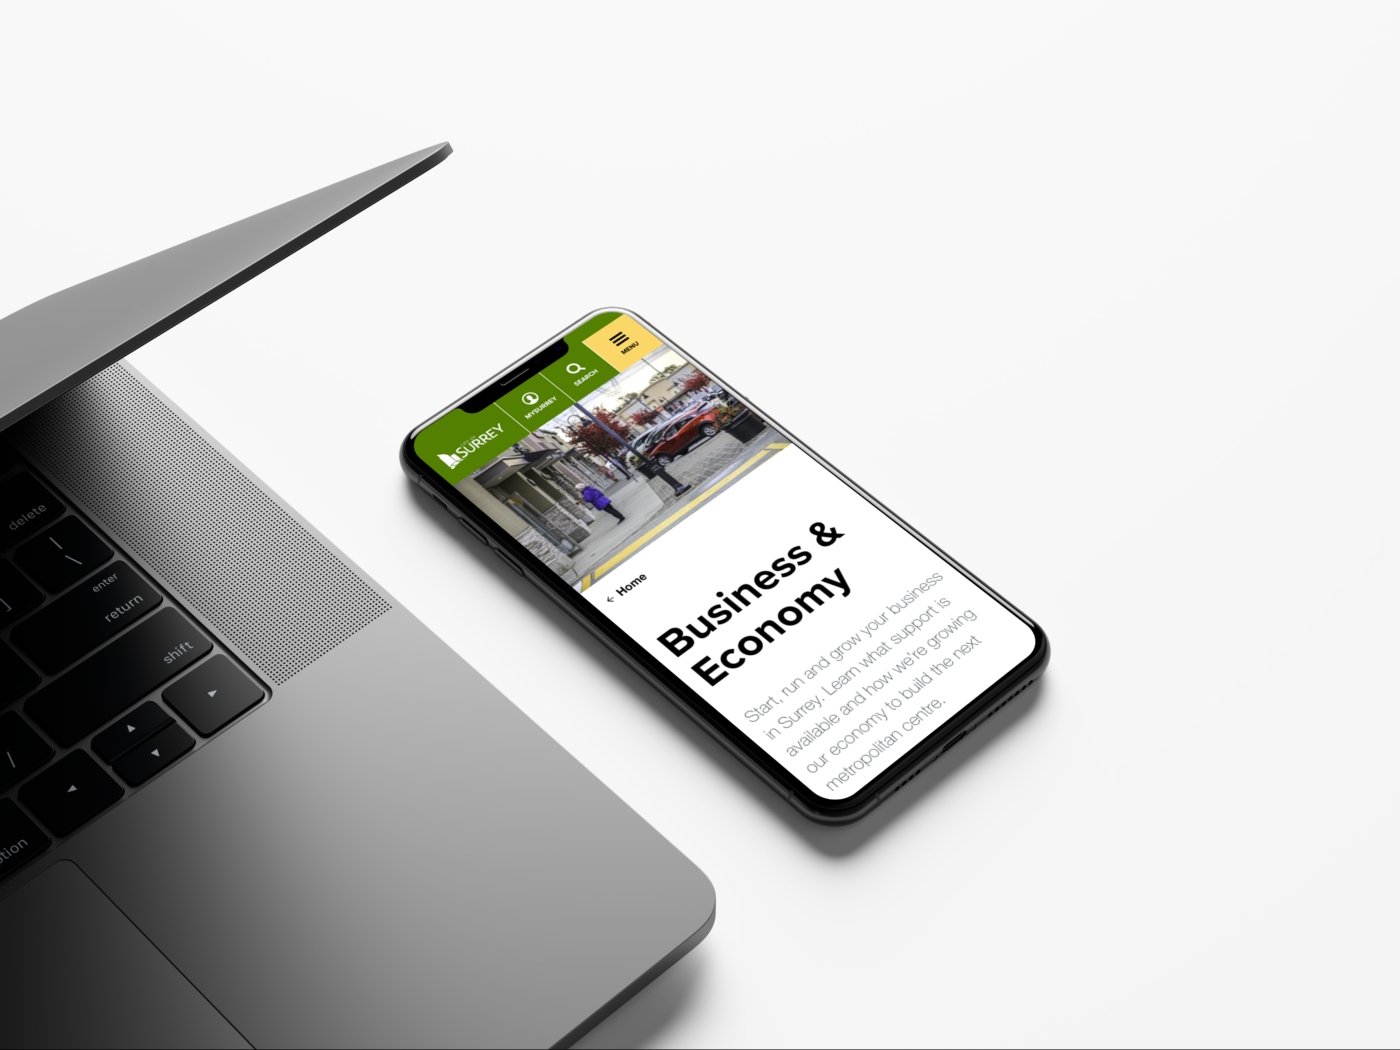 delete
\
]
enter
return
shift
/
option
SURREY
MYSURREY
SEARCH
MENU
← Home
Business &
Economy
Start, run and grow your business
in Surrey. Learn what support is
available and how we're growing
our economy to build the next
metropolitan centre.